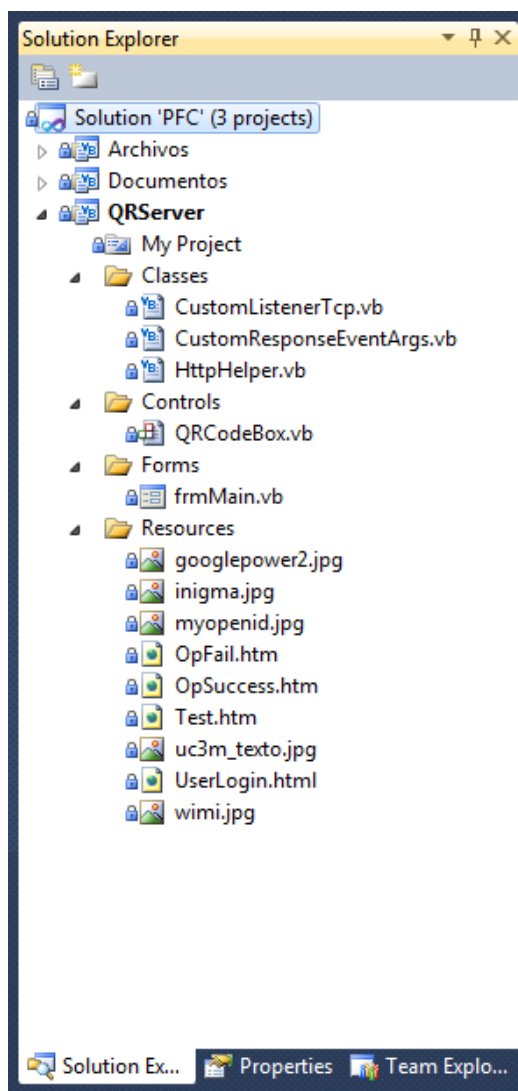 Solution Explorer
Solution 'PFC' (3 projects)
Archivos
Documentos
QRServer
My Project
Classes
CustomListenerTcp.vb
CustomResponseEventArgs.vb
HttpHelper.vb
Controls
QRCodeBox.vb
Forms
frmMain.vb
Resources
googlepower2.jpg
inigma.jpg
myopenid.jpg
OpFail.htm
OpSuccess.htm
Test.htm
uc3m_texto.jpg
UserLogin.html
wimi.jpg
Solution Ex... Properties Team Explo...